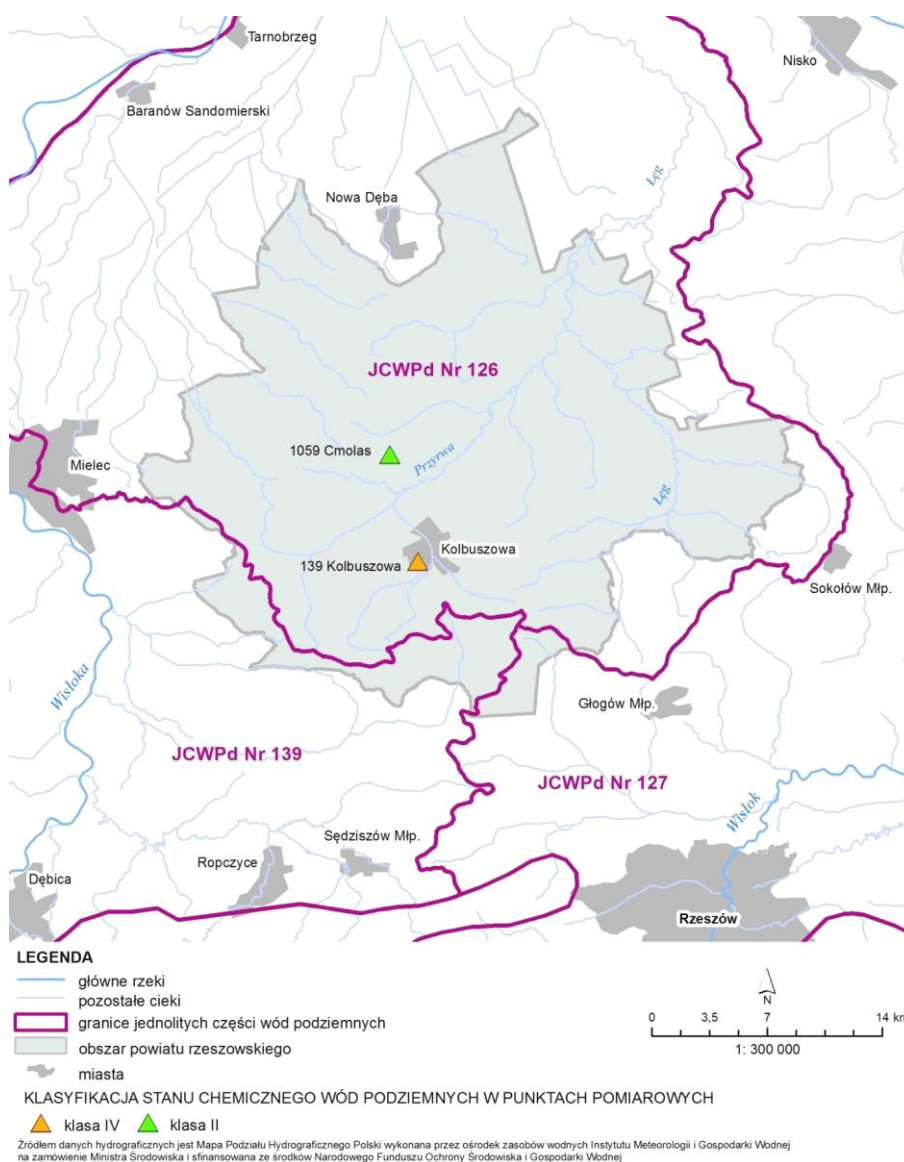 Tarnobrzeg
Nisko
Baranów Sandomierski
Łęg
Nowa Dęba
JCWPd Nr 126
1059 Cmolas
Przyrwa
Mielec
Łęg
Kolbuszowa
139 Kolbuszowa
Sokołów Młp.
Wisłoka
Głogów Młp.
JCWPd Nr 139
JCWPd Nr 127
Wisłok
Sędziszów Młp.
Ropczyce
Dębica
Rzeszów
LEGENDA
główne rzeki
pozostałe cieki
granice jednolitych części wód podziemnych
obszar powiatu rzeszowskiego
miasta
N
0 3,5 7 14 km
1: 300 000
KLASYFIKACJA STANU CHEMICZNEGO WÓD PODZIEMNYCH W PUNKTACH POMIAROWYCH
klasa IV klasa II
Źródłem danych hydrograficznych jest Mapa Podziału Hydrograficznego Polski wykonana przez ośrodek zasobów wodnych Instytutu Meteorologii i Gospodarki Wodnej
na zamówienie Ministra Środowiska i sfinansowana ze środków Narodowego Funduszu Ochrony Środowiska i Gospodarki Wodnej